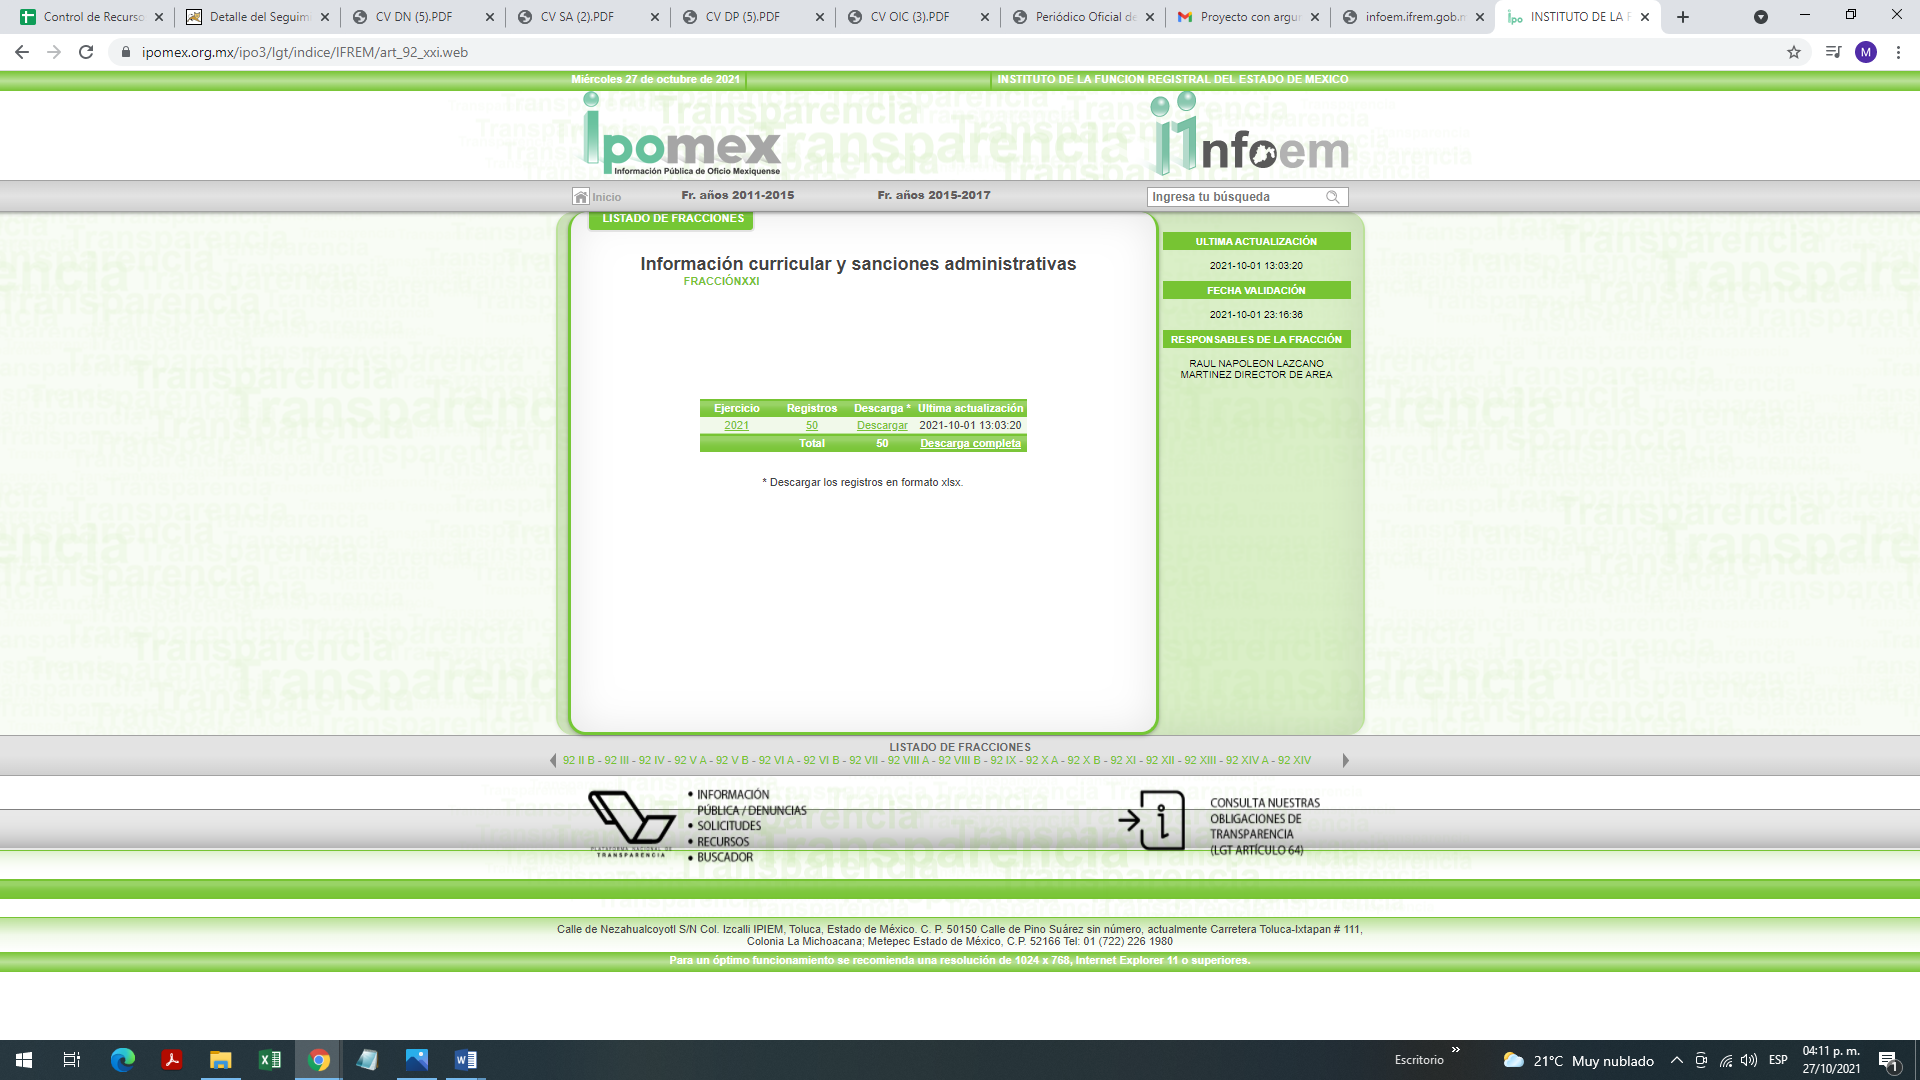 Control de Recurso
Detalle del Seguimi
CV DN (5).PDF
CV SA (2).PDF
CV DP (5).PDF
CV OIC (3).PDF
Periódico Oficial de
Proyecto con argu
infoem.ifrem.gob.m
INSTITUTO DE LA F
ipomex.org.mx/ipo3/lgt/indice/IFREM/art_92_xxi.web
M
Miércoles 27 de octubre de 2021
INSTITUTO DE LA FUNCION REGISTRAL DEL ESTADO DE MEXICO
ipomex
Información Pública de Oficio Mexiquense
infoem
Inicio
Fr. años 2011-2015
Fr. años 2015-2017
Ingresa tu búsqueda
LISTADO DE FRACCIONES
Información curricular y sanciones administrativas
FRACCIÓNXXI
Ejercicio Registros Descarga * Ultima actualización
2021 50 Descargar 2021-10-01 13:03:20
Total 50 Descarga completa
* Descargar los registros en formato xlsx.
ULTIMA ACTUALIZACIÓN
2021-10-01 13:03:20
FECHA VALIDACIÓN
2021-10-01 23:16:36
RESPONSABLES DE LA FRACCIÓN
RAUL NAPOLEON LAZCANO
MARTINEZ DIRECTOR DE AREA
LISTADO DE FRACCIONES
92 II B - 92 III - 92 IV - 92 V A - 92 V B - 92 VI A - 92 VI B - 92 VII - 92 VIII A - 92 VIII B - 92 IX - 92 X A - 92 X B - 92 XI - 92 XII - 92 XIII - 92 XIV A - 92 XIV
PLATAFORMA NACIONAL DE
TRANSPARENCIA
• INFORMACIÓN
PÚBLICA / DENUNCIAS
• SOLICITUDES
• RECURSOS
• BUSCADOR
CONSULTA NUESTRAS
OBLIGACIONES DE
TRANSPARENCIA
(LGT ARTÍCULO 64)
Calle de Nezahualcoyotl S/N Col. Izcalli IPIEM, Toluca, Estado de México. C. P. 50150 Calle de Pino Suárez sin número, actualmente Carretera Toluca-Ixtapan # 111,
Colonia La Michoacana; Metepec Estado de México, C.P. 52166 Tel: 01 (722) 226 1980
Para un óptimo funcionamiento se recomienda una resolución de 1024 x 768, Internet Explorer 11 o superiores.
Escritorio
21°C Muy nublado
ESP
04:11 p. m.
27/10/2021
1